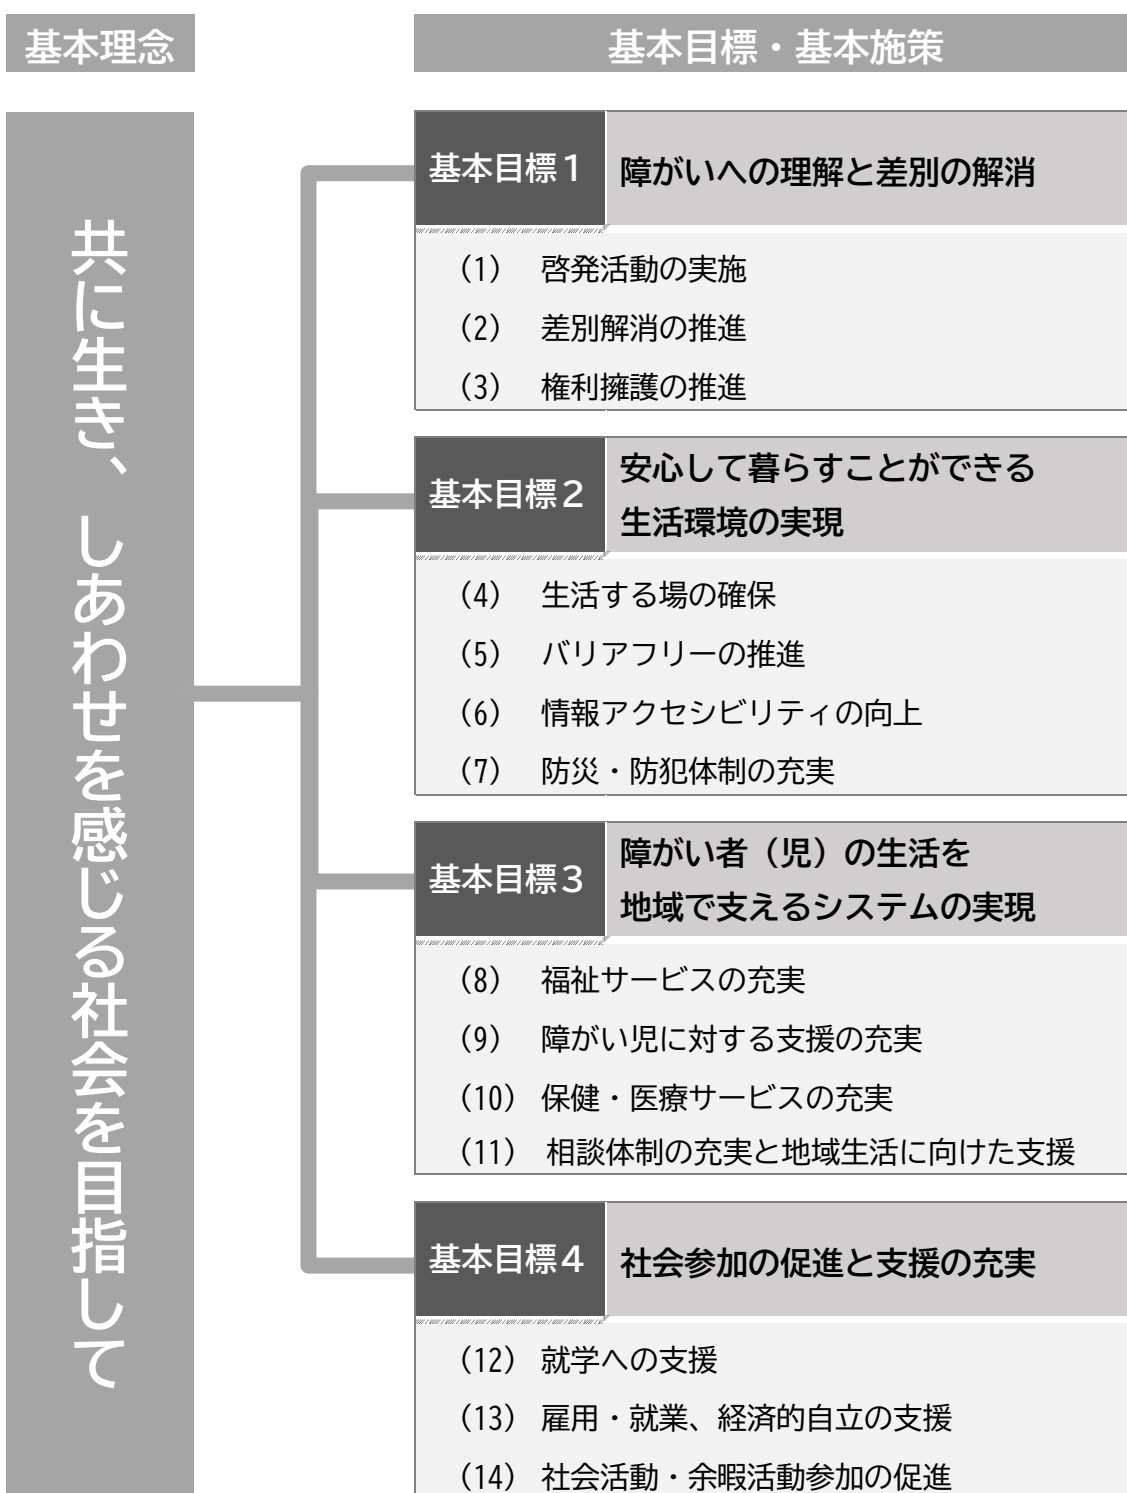 基本理念
基本目標・基本施策
共に生き、しあわせを感じる社会を目指して
基本目標1
障がいへの理解と差別の解消
（1） 啓発活動の実施
（2） 差別解消の推進
（3） 権利擁護の推進
基本目標2
安心して暮らすことができる
生活環境の実現
（4） 生活する場の確保
（5） バリアフリーの推進
（6） 情報アクセシビリティの向上
（7） 防災・防犯体制の充実
基本目標3
障がい者（児）の生活を
地域で支えるシステムの実現
（8） 福祉サービスの充実
（9） 障がい児に対する支援の充実
（10） 保健・医療サービスの充実
（11） 相談体制の充実と地域生活に向けた支援
基本目標4
社会参加の促進と支援の充実
（12） 就学への支援
（13） 雇用・就業、経済的自立の支援
（14） 社会活動・余暇活動参加の促進